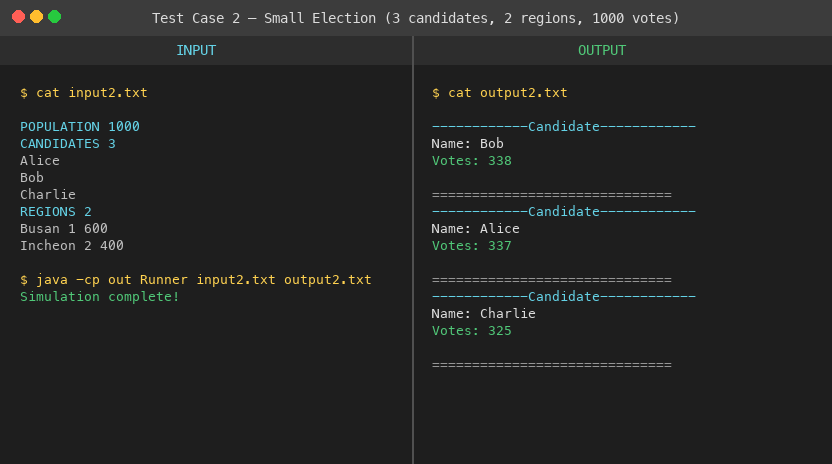 Test Case 2 — Small Election (3 candidates, 2 regions, 1000 votes)
INPUT
$ cat input2.txt
POPULATION 1000
CANDIDATES 3
Alice
Bob
Charlie
REGIONS 2
Busan 1 600
Incheon 2 400
$ java -cp out Runner input2.txt output2.txt
Simulation complete!
OUTPUT
$ cat output2.txt
------------Candidate------------
Name: Bob
Votes: 338
==============================
------------Candidate------------
Name: Alice
Votes: 337
==============================
------------Candidate------------
Name: Charlie
Votes: 325
==============================